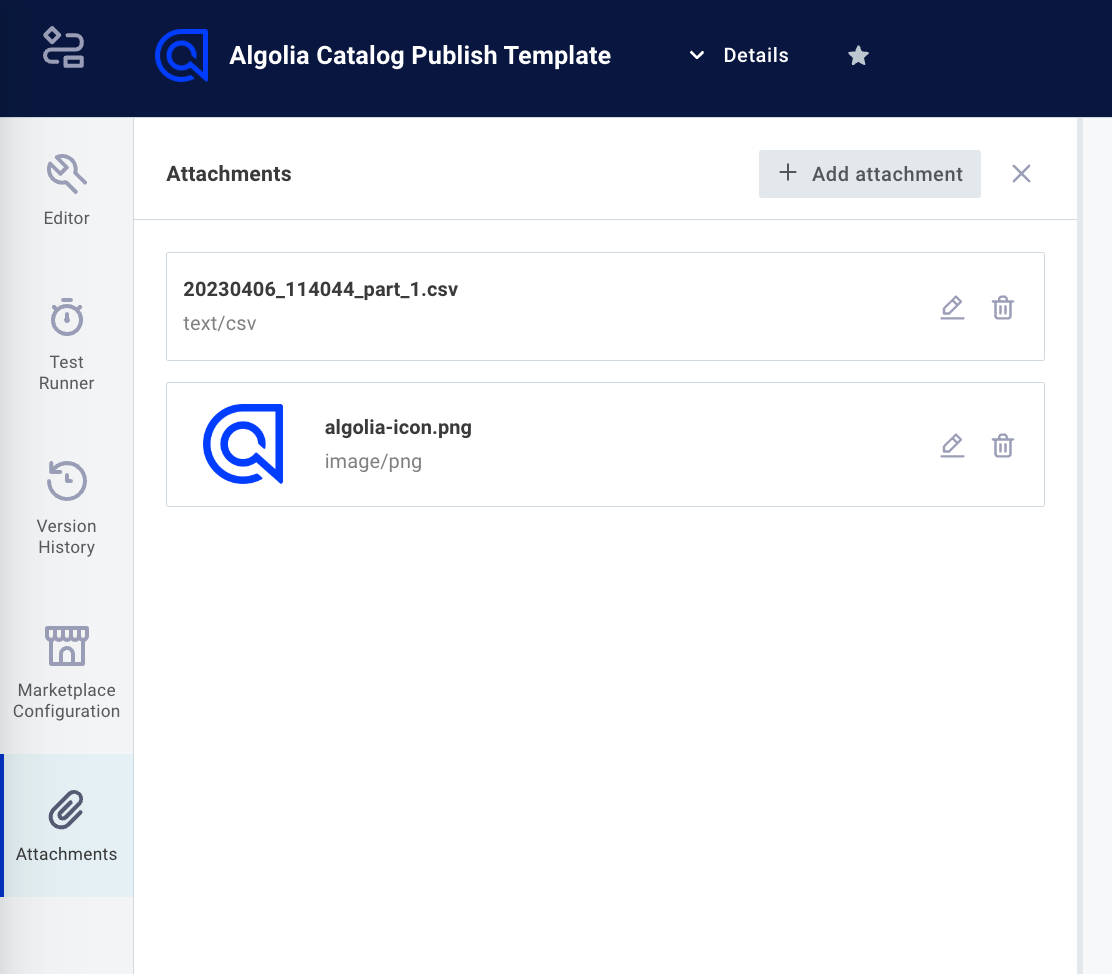 Algolia Catalog Publish Template
Details
Editor
Test
Runner
Version
History
Marketplace
Configuration
Attachments
Attachments
Add attachment
20230406_114044_part_1.csv
text/csv
algolia-icon.png
image/png